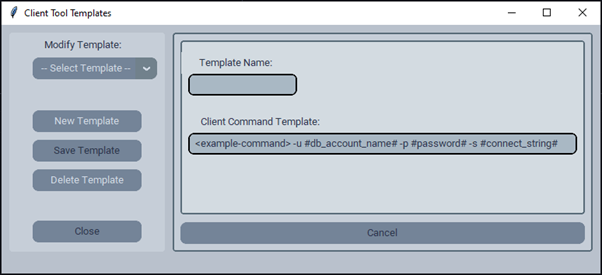 Client Tool Templates
Modify Template:
-- Select Template --
New Template
Save Template
Delete Template
Close
Template Name:
Client Command Template:
<example-command> -u #db_account_name# -p #password# -s #connect_string#
Cancel